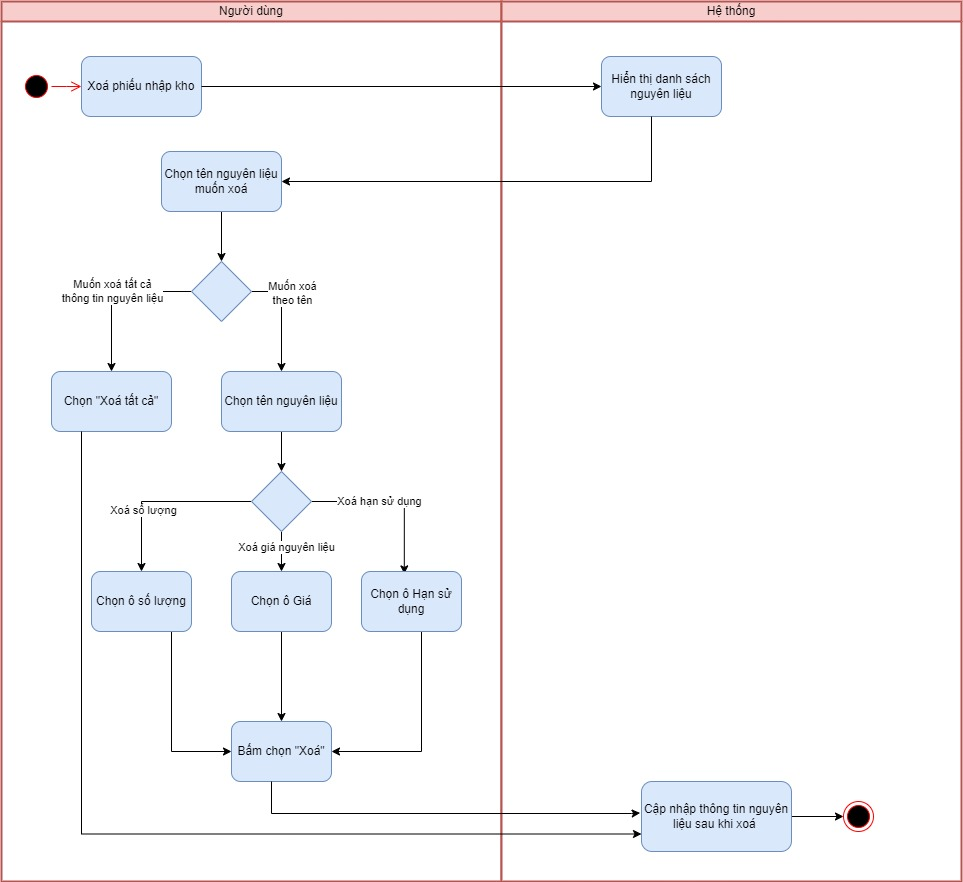 Người dùng
Hệ thống
Xoá phiếu nhập kho
Hiển thị danh sách
nguyên liệu
Chọn tên nguyên liệu
muốn xoá
Muốn xoá tất cả
thông tin nguyên liệu
Muốn xoá
theo tên
Chọn "Xoá tất cả"
Chọn tên nguyên liệu
Xoá số lượng
Xoá giá nguyên liệu
Xoá hạn sử dụng
Chọn ô số lượng
Chọn ô Giá
Chọn ô Hạn sử
dụng
Bấm chọn "Xoá"
Cập nhập thông tin nguyên
liệu sau khi xoá